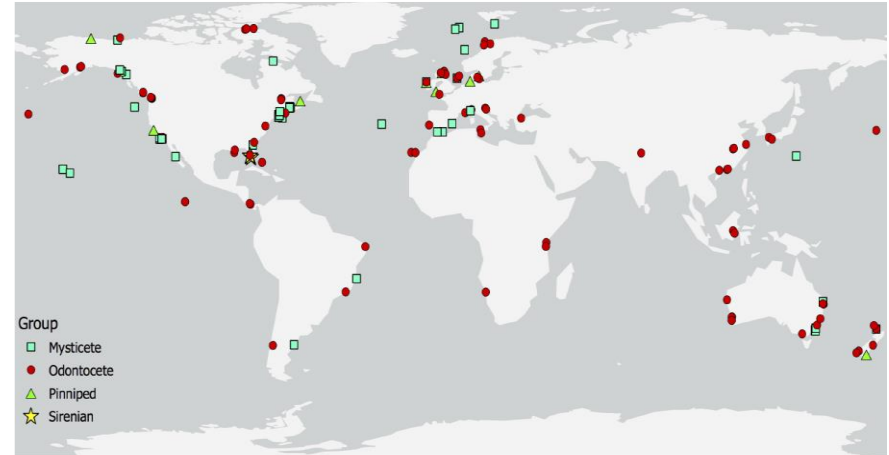 Group
Mysticete
Odontocete
Pinniped
Sirenian